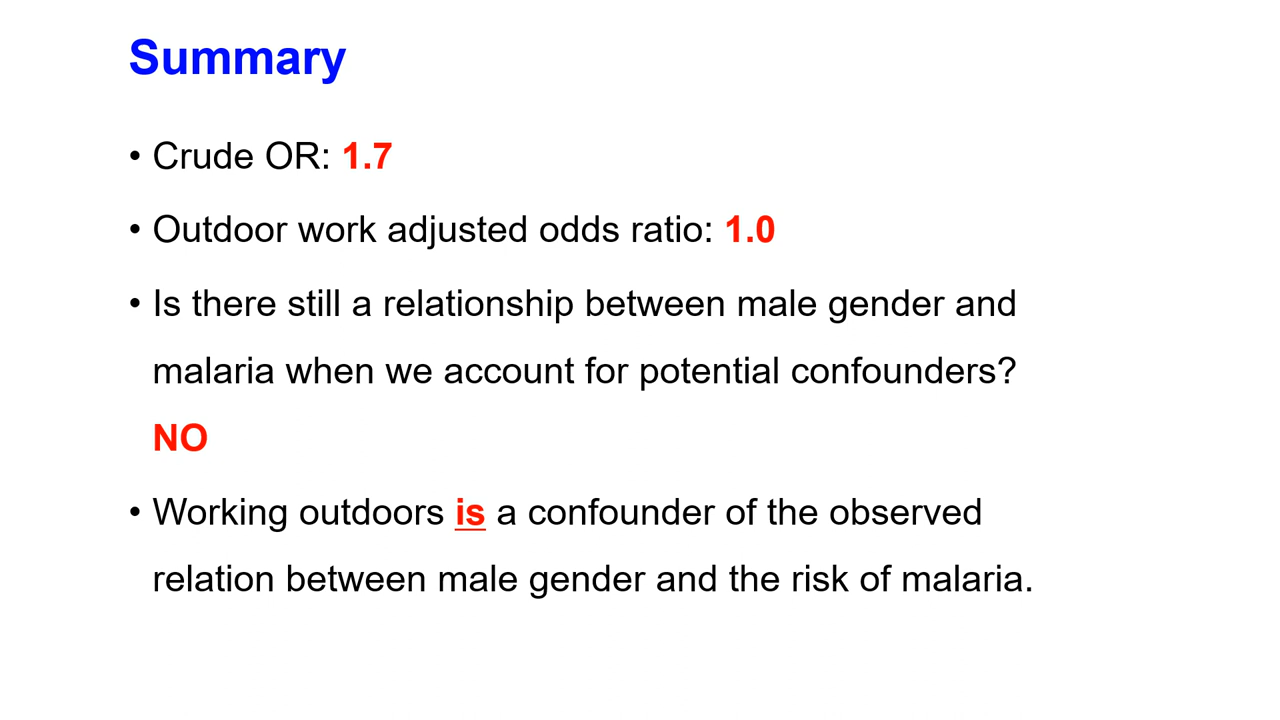 Summary
• Crude OR: 1.7
• Outdoor work adjusted odds ratio: 1.0
• Is there still a relationship between male gender and
malaria when we account for potential confounders?
NO
• Working outdoors is a confounder of the observed
relation between male gender and the risk of malaria.